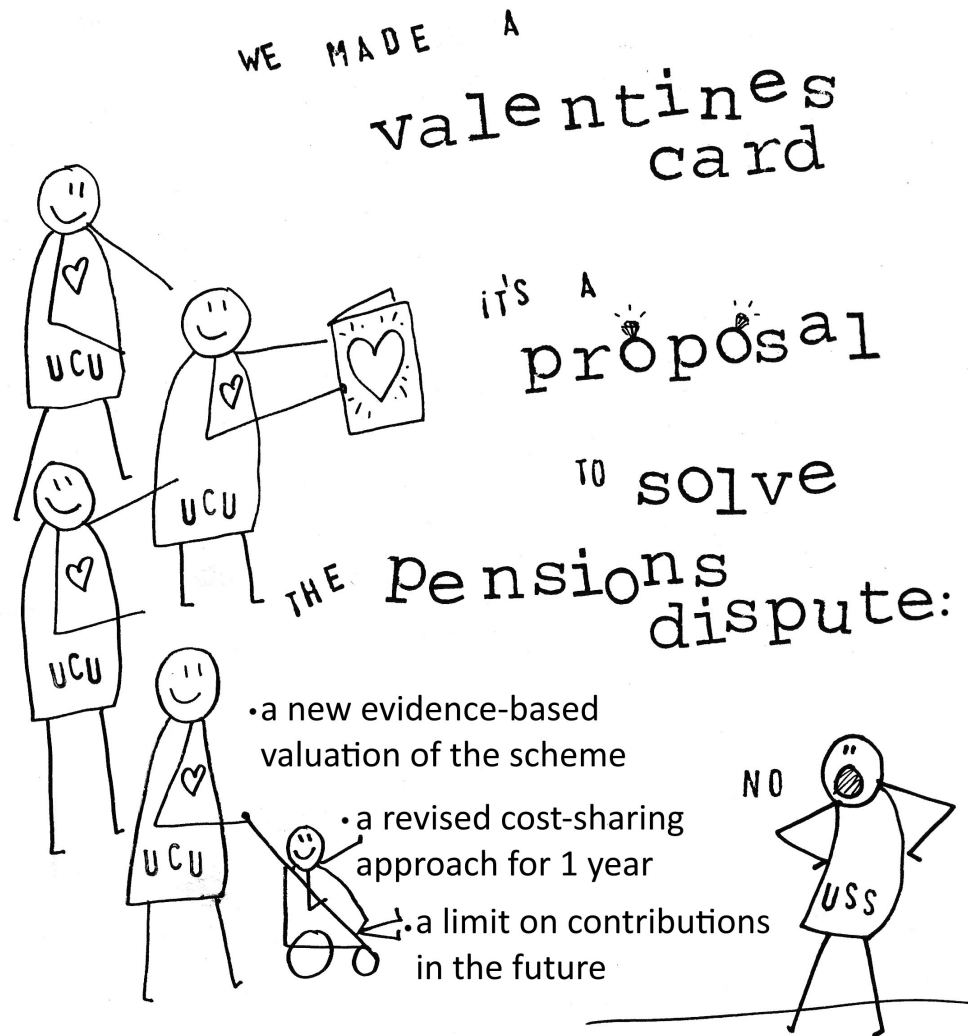 WE MADE A
valentines
card
iT'S A
proposal
TO solve
THE Pensions
dispute:
UCU
UCU
UCU
UCU
•a new evidence-based
valuation of the scheme
•a revised cost-sharing
approach for 1 year
•a limit on contributions
in the future
NO
USS